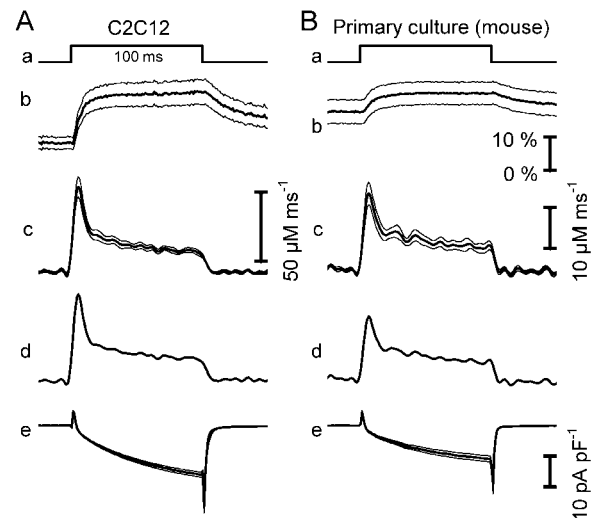 A
C2C12
B
Primary culture (mouse)
a
100 ms
a
b
b
10 %
0 %
c
50 µM ms-1
c
10 µM ms-1
d
d
e
e
10 pA pF-1